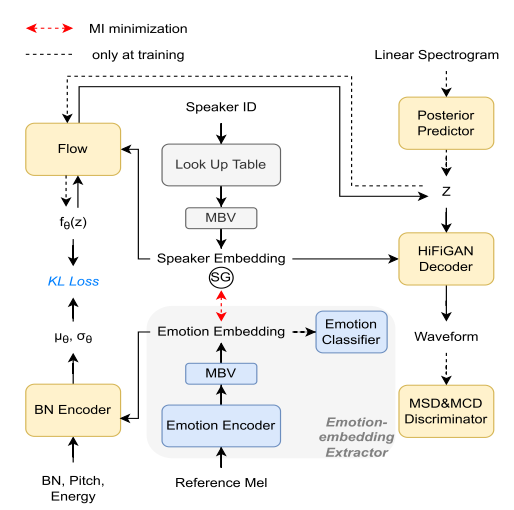 MI minimization
only at training
Linear Spectrogram
Speaker ID
Posterior
Predictor
Flow
Look Up Table
Z
MBV
fθ(z)
Speaker Embedding
HiFiGAN
Decoder
SG
KL Loss
Emotion Embedding
Emotion
Classifier
Waveform
μθ, σθ
MBV
BN Encoder
Emotion Encoder
MSD&MCD
Discriminator
Emotion-
embedding
Extractor
BN, Pitch,
Energy
Reference Mel